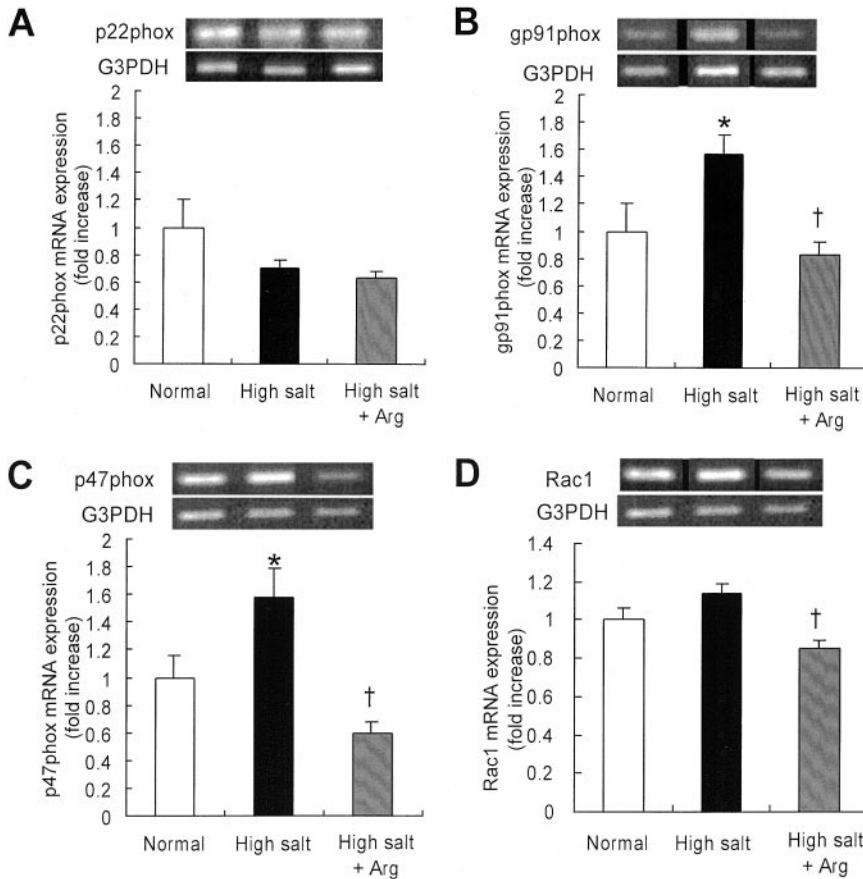 A
p22phox
G3PDH
p22phox mRNA expression
(fold increase)
2
1.8
1.6
1.4
1.2
1
0.8
0.6
0.4
0.2
0
Normal
High salt
High salt
+ Arg
B
gp91phox
G3PDH
gp91phox mRNA expression
(fold increase)
2
1.8
1.6
1.4
1.2
1
0.8
0.6
0.4
0.2
0
*
†
Normal
High salt
High salt
+ Arg
C
p47phox
G3PDH
p47phox mRNA expression
(fold increase)
2
1.8
1.6
1.4
1.2
1
0.8
0.6
0.4
0.2
0
*
†
Normal
High salt
High salt
+ Arg
D
Rac1
G3PDH
Rac1 mRNA expression
(fold increase)
1.4
1.2
1
0.8
0.6
0.4
0.2
0
†
Normal
High salt
High salt
+ Arg